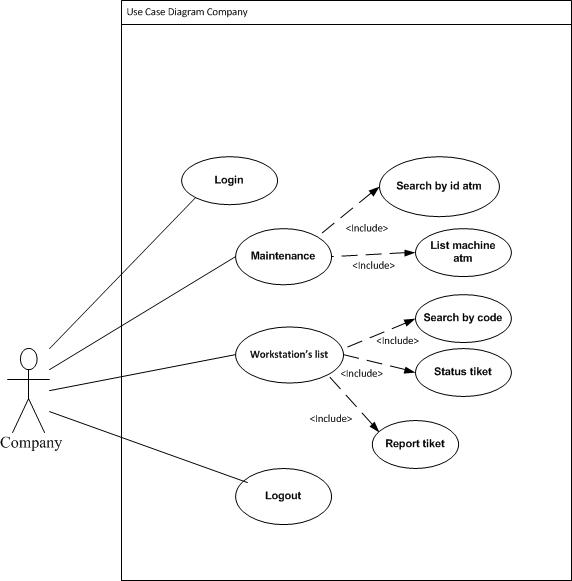 Use Case Diagram Company
Login
Search by id atm
<Include>
Maintenance
List machine
atm
<Include>
Search by code
<Include>
Workstation's list
Status tiket
<Include>
<Include>
Report tiket
Company
Logout